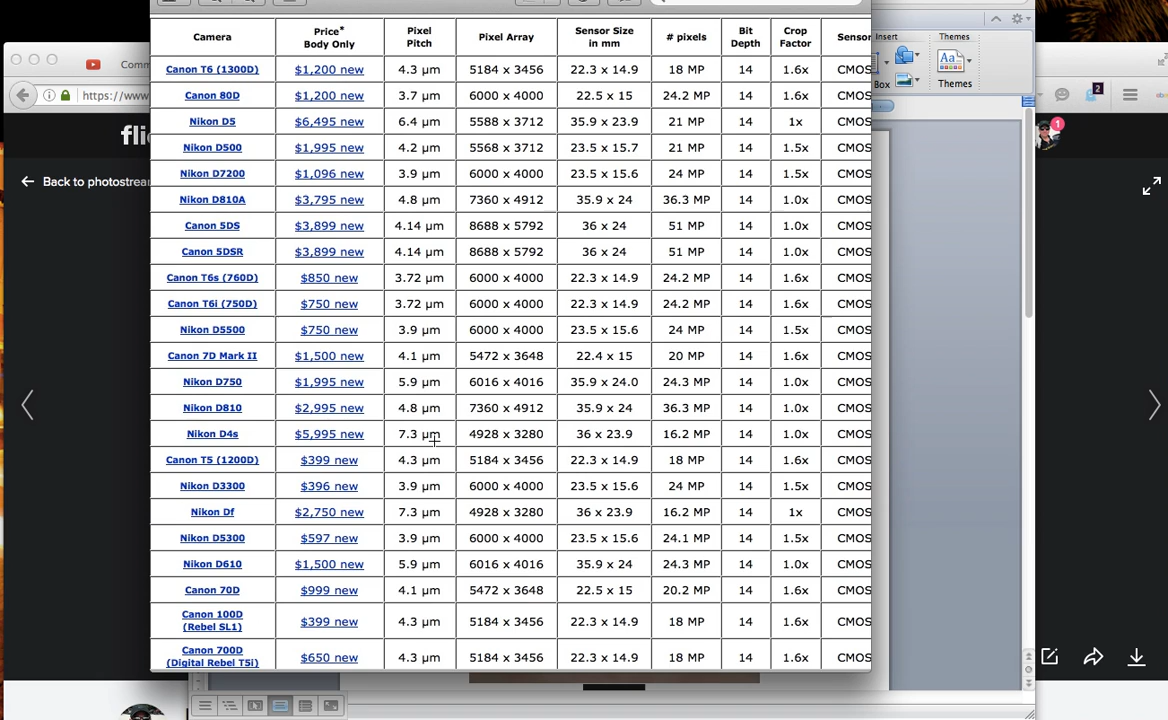 Camera Price* Body Only Pixel Pitch Pixel Array Sensor Size in mm # pixels Bit Depth Crop Factor Sensor
Canon T6 (1300D) $1,200 new 4.3 µm 5184 x 3456 22.3 x 14.9 18 MP 14 1.6x CMOS
Canon 80D $1,200 new 3.7 µm 6000 x 4000 22.5 x 15 24.2 MP 14 1.6x CMOS
Nikon D5 $6,495 new 6.4 µm 5588 x 3712 35.9 x 23.9 21 MP 14 1x CMOS
Nikon D500 $1,995 new 4.2 µm 5568 x 3712 23.5 x 15.7 21 MP 14 1.5x CMOS
Nikon D7200 $1,096 new 3.9 µm 6000 x 4000 23.5 x 15.6 24 MP 14 1.5x CMOS
Nikon D810A $3,795 new 4.8 µm 7360 x 4912 35.9 x 24 36.3 MP 14 1.0x CMOS
Canon 5DS $3,899 new 4.14 µm 8688 x 5792 36 x 24 51 MP 14 1.0x CMOS
Canon 5DSR $3,899 new 4.14 µm 8688 x 5792 36 x 24 51 MP 14 1.0x CMOS
Canon T6s (760D) $850 new 3.72 µm 6000 x 4000 22.3 x 14.9 24.2 MP 14 1.6x CMOS
Canon T6i (750D) $750 new 3.72 µm 6000 x 4000 22.3 x 14.9 24.2 MP 14 1.6x CMOS
Nikon D5500 $750 new 3.9 µm 6000 x 4000 23.5 x 15.6 24 MP 14 1.5x CMOS
Canon 7D Mark II $1,500 new 4.1 µm 5472 x 3648 22.4 x 15 20 MP 14 1.6x CMOS
Nikon D750 $1,995 new 5.9 µm 6016 x 4016 35.9 x 24.0 24.3 MP 14 1.0x CMOS
Nikon D810 $2,995 new 4.8 µm 7360 x 4912 35.9 x 24 36.3 MP 14 1.0x CMOS
Nikon D4s $5,995 new 7.3 µm 4928 x 3280 36 x 23.9 16.2 MP 14 1.0x CMOS
Canon T5 (1200D) $399 new 4.3 µm 5184 x 3456 22.3 x 14.9 18 MP 14 1.6x CMOS
Nikon D3300 $396 new 3.9 µm 6000 x 4000 23.5 x 15.6 24 MP 14 1.5x CMOS
Nikon Df $2,750 new 7.3 µm 4928 x 3280 36 x 23.9 16.2 MP 14 1x CMOS
Nikon D5300 $597 new 3.9 µm 6000 x 4000 23.5 x 15.6 24.1 MP 14 1.5x CMOS
Nikon D610 $1,500 new 5.9 µm 6016 x 4016 35.9 x 24 24.3 MP 14 1.0x CMOS
Canon 70D $999 new 4.1 µm 5472 x 3648 22.5 x 15 20.2 MP 14 1.6x CMOS
Canon 100D (Rebel SL1) $399 new 4.3 µm 5184 x 3456 22.3 x 14.9 18 MP 14 1.6x CMOS
Canon 700D (Digital Rebel T5i) $650 new 4.3 µm 5184 x 3456 22.3 x 14.9 18 MP 14 1.6x CMOS
Insert Themes
Aa
Box Themes
Comm
https://www
2
1
flic
Back to photostrea